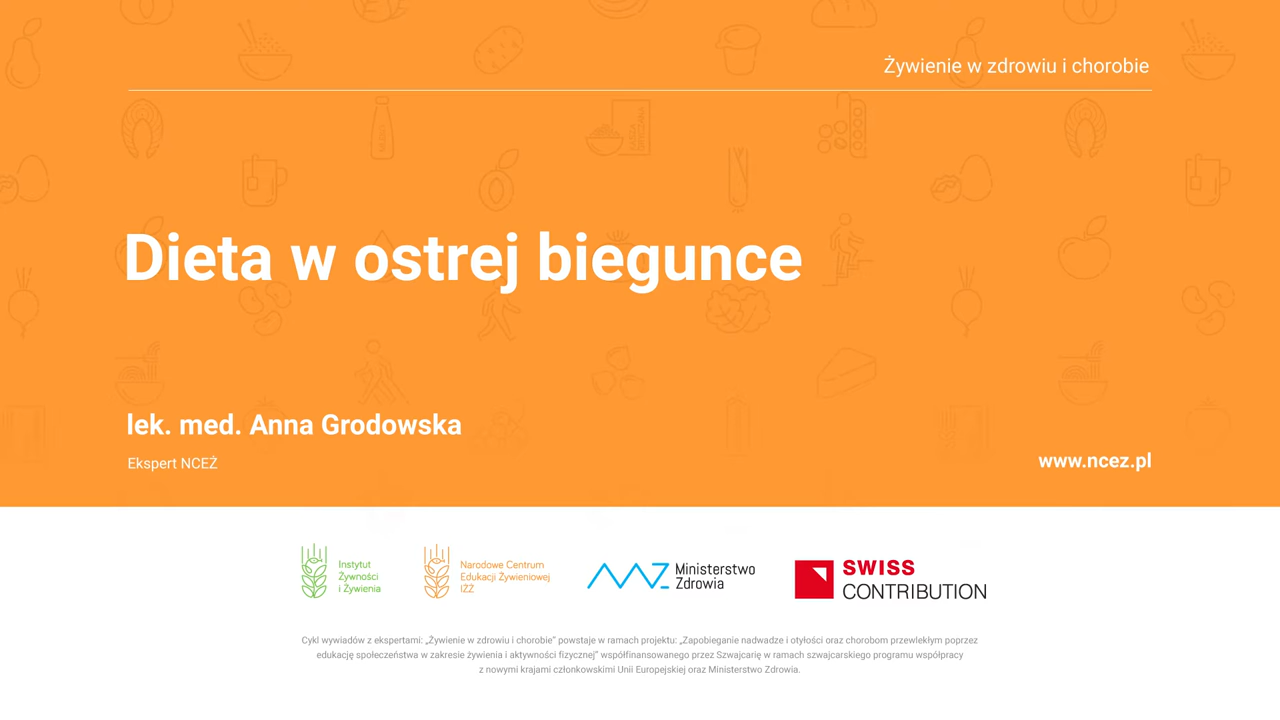 Żywienie w zdrowiu i chorobie
Dieta w ostrej biegunce
lek. med. Anna Grodowska
Ekspert NCEŻ
www.ncez.pl
Instytut
Żywności
i Żywienia
Narodowe Centrum
Edukacji Żywieniowej
IŻŻ
Ministerstwo
Zdrowia
SWISS
CONTRIBUTION
Cykl wywiadów z ekspertami: „Żywienie w zdrowiu i chorobie” powstaje w ramach projektu: „Zapobieganie nadwadze i otyłości oraz chorobom przewlekłym poprzez
edukację społeczeństwa w zakresie żywienia i aktywności fizycznej” współfinansowanego przez Szwajcarię w ramach szwajcarskiego programu współpracy
z nowymi krajami członkowskimi Unii Europejskiej oraz Ministerstwo Zdrowia.